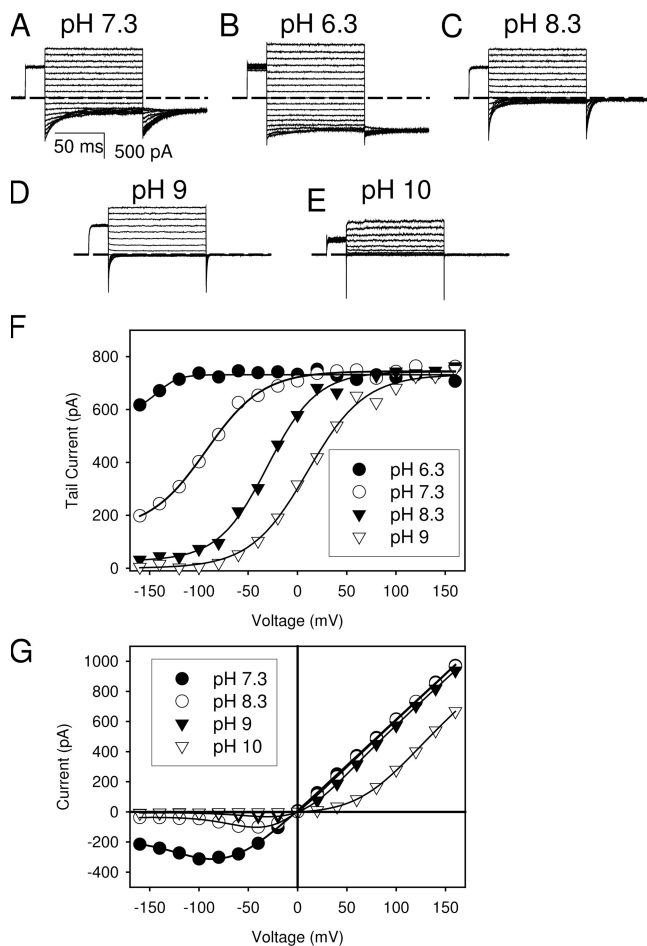 A pH 7.3
B pH 6.3
C pH 8.3
50 ms 500 pA
D pH 9
E pH 10
F
800
600
400
200
0
Tail Current (pA)
pH 6.3
pH 7.3
pH 8.3
pH 9
-150 -100 -50 0 50 100 150
Voltage (mV)
G
1000
800
600
400
200
0
-200
-400
Current (pA)
pH 7.3
pH 8.3
pH 9
pH 10
-150 -100 -50 0 50 100 150
Voltage (mV)